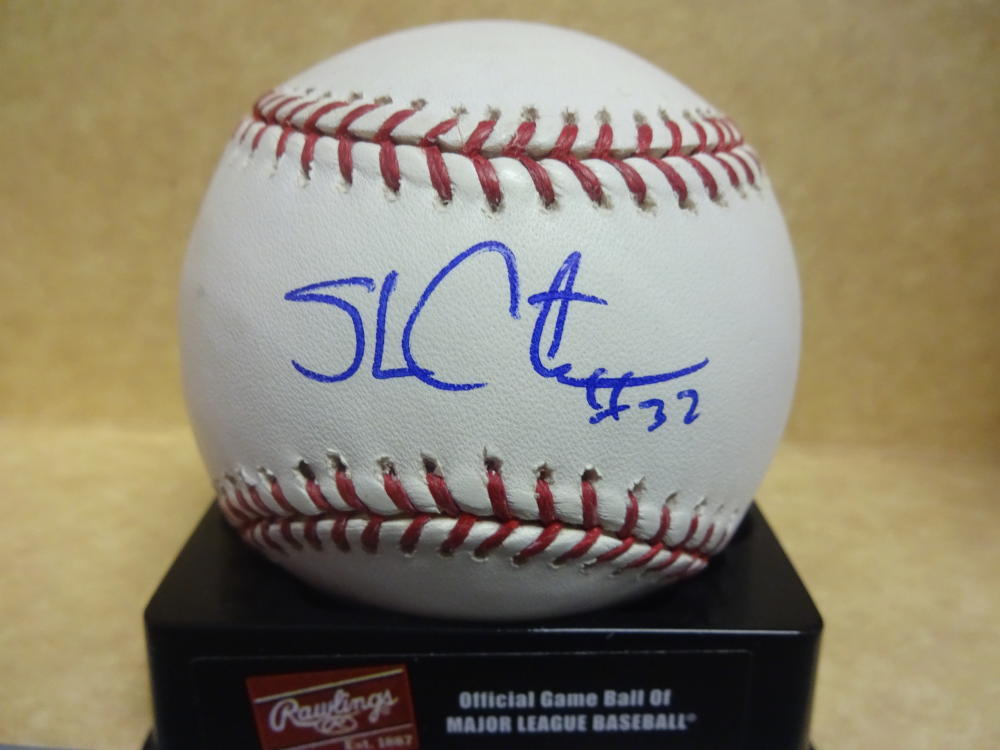 #32
Rawlings
Est. 1887
Official Game Ball Of
MAJOR LEAGUE BASEBALL®